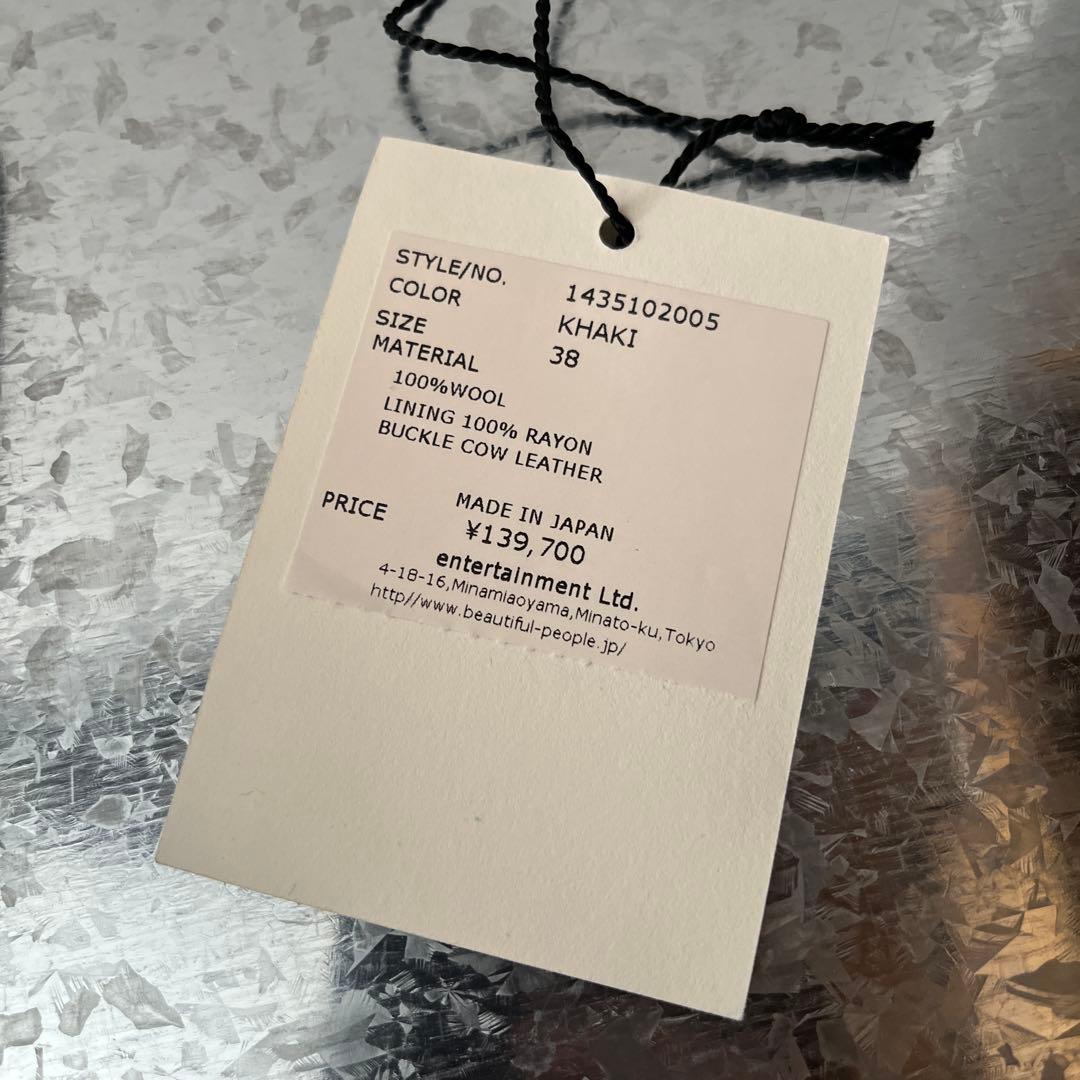 STYLE/NO. 1435102005
COLOR KHAKI
SIZE 38
MATERIAL
100%WOOL
LINING 100% RAYON
BUCKLE COW LEATHER
MADE IN JAPAN
PRICE ¥139,700
entertainment Ltd.
4-18-16,Minamiaoyama,Minato-ku,Tokyo
http//www.beautiful-people.jp/